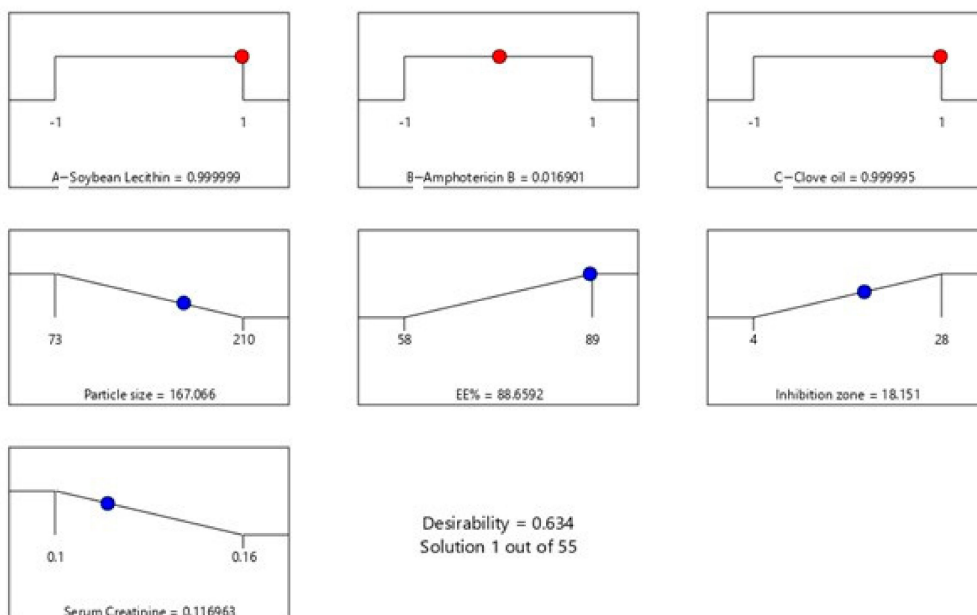 -1 1
A-Soybean Lecithin = 0.999999
-1 1
B-Amphotericin B = 0.016901
-1 1
C-Clove oil = 0.999995
73 210
Particle size = 167.066
58 89
EE% = 88.6592
4 28
Inhibition zone = 18.151
0.1 0.16
Serum Creatinine = 0.116963
Desirability = 0.634
Solution 1 out of 55